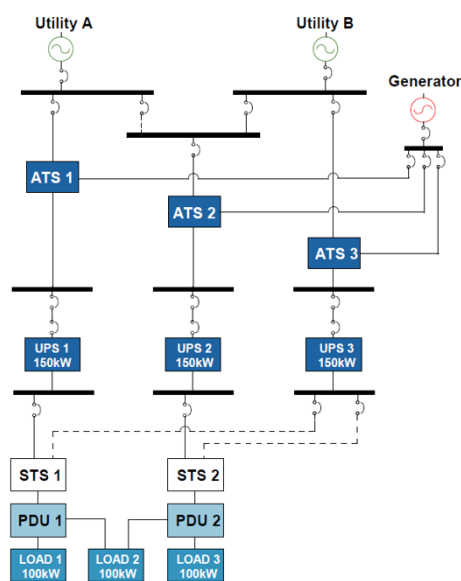 Utility A
Utility B
Generator
ATS 1
ATS 2
ATS 3
UPS 1
150kW
UPS 2
150kW
UPS 3
150kW
STS 1
STS 2
PDU 1
PDU 2
LOAD 1
100kW
LOAD 2
100kW
LOAD 3
100kW